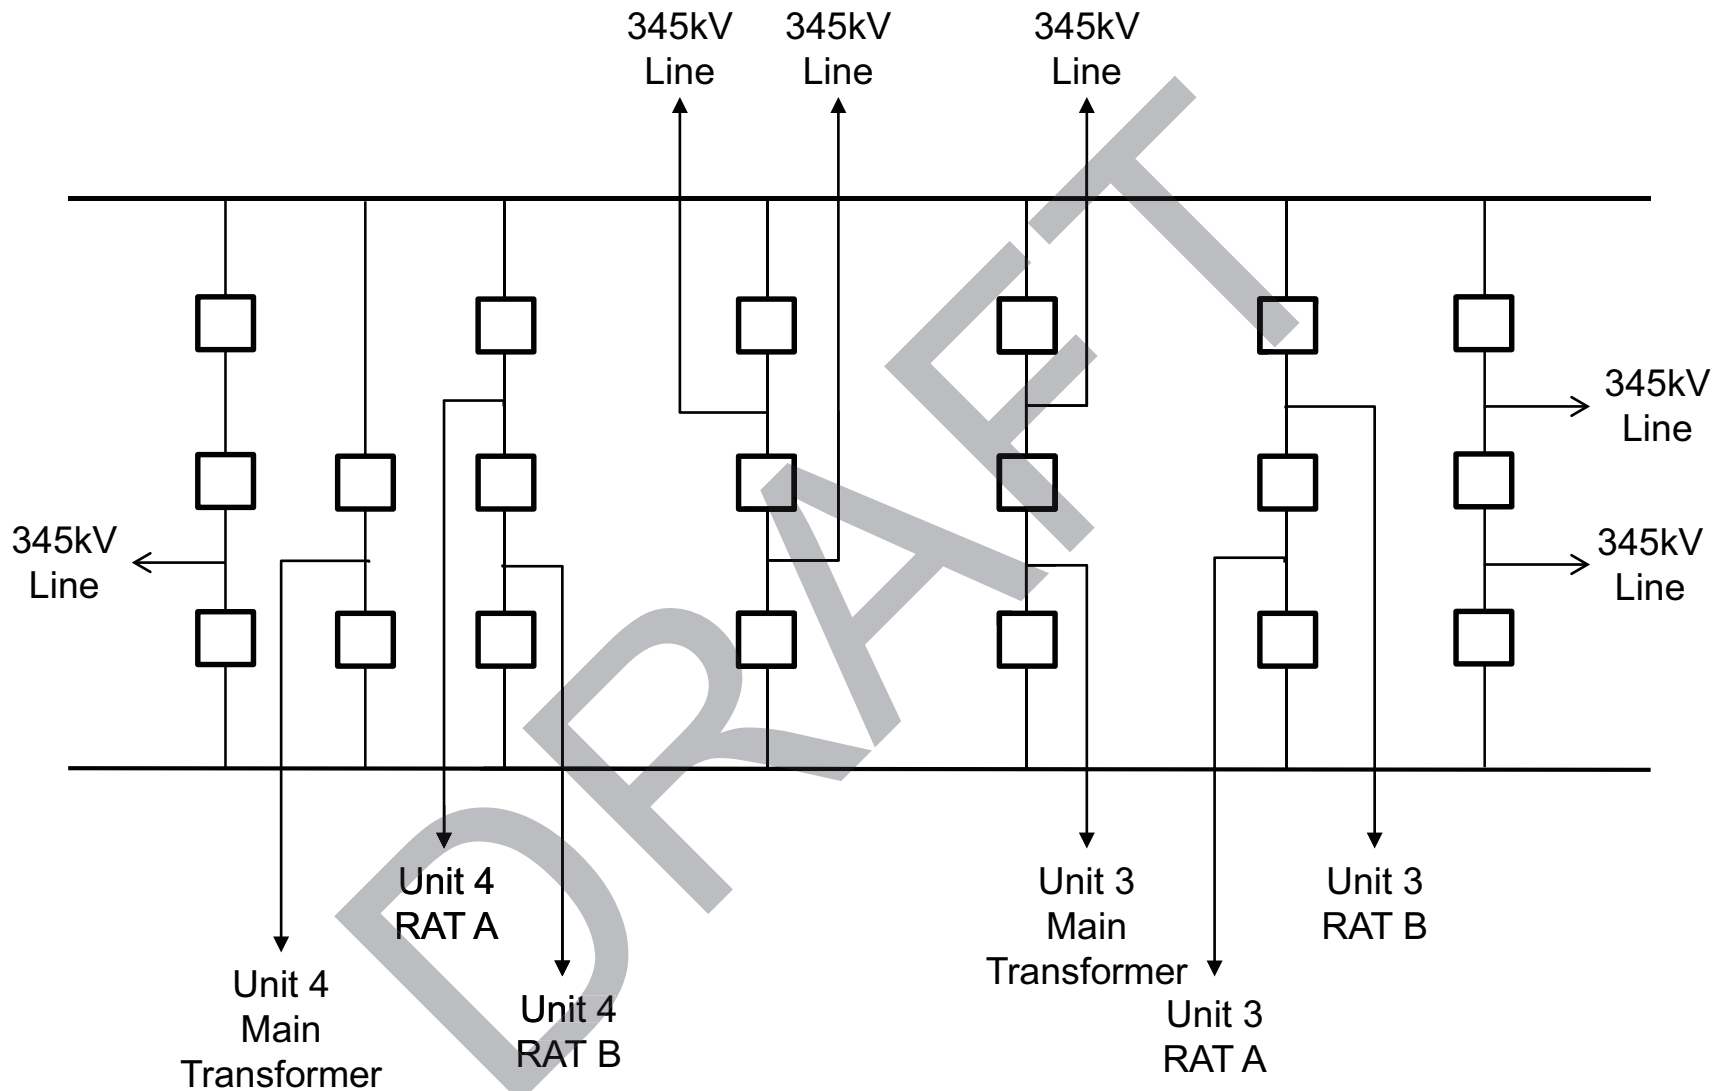 345kV
Line
345kV
Line
345kV
Line
345kV
Line
345kV
Line
345kV
Line
DRAFT
Unit 4
RAT A
Unit 3
Main
Transformer
Unit 3
RAT B
Unit 4
Main
Transformer
Unit 4
RAT B
Unit 3
RAT A